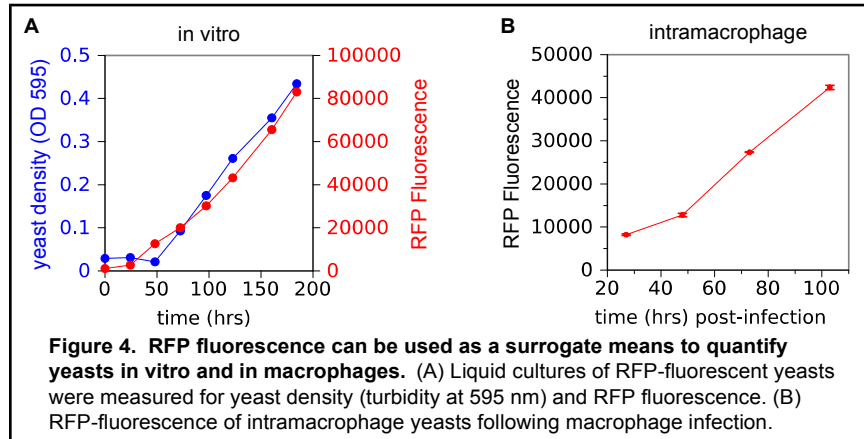 A
in vitro
0.5
0.4
0.3
0.2
0.1
0
yeast density (OD 595)
100000
80000
60000
40000
20000
0
RFP Fluorescence
0 50 100 150 200
time (hrs)
B
intramacrophage
50000
40000
30000
20000
10000
0
RFP Fluorescence
20 40 60 80 100
time (hrs) post-infection
Figure 4. RFP fluorescence can be used as a surrogate means to quantify
yeasts in vitro and in macrophages. (A) Liquid cultures of RFP-fluorescent yeasts
were measured for yeast density (turbidity at 595 nm) and RFP fluorescence. (B)
RFP-fluorescence of intramacrophage yeasts following macrophage infection.